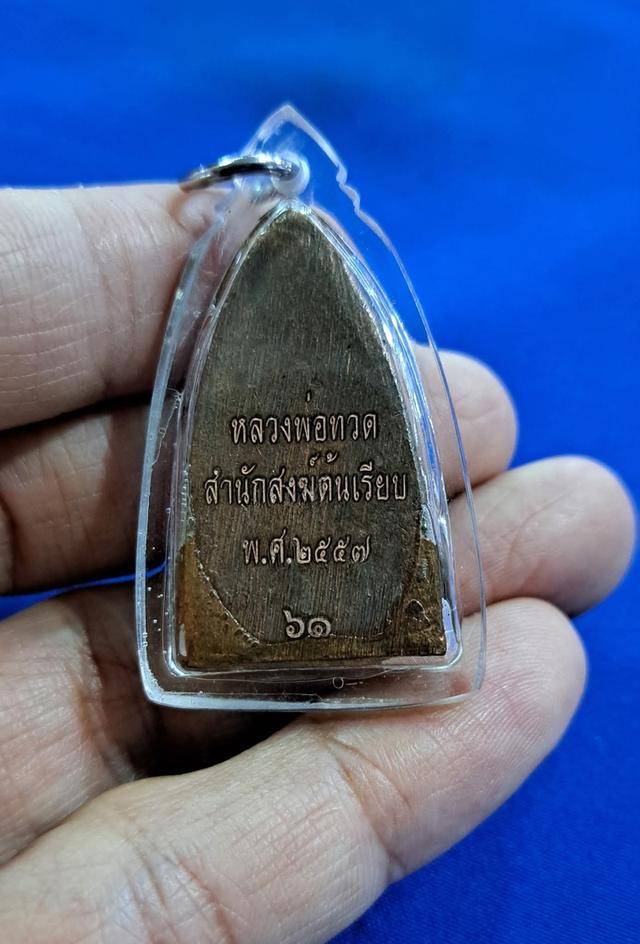 หลวงพ่อทวด
สำนักสงฆ์ต้นเรียบ
พ.ศ.๒๕๕๗
๖๑